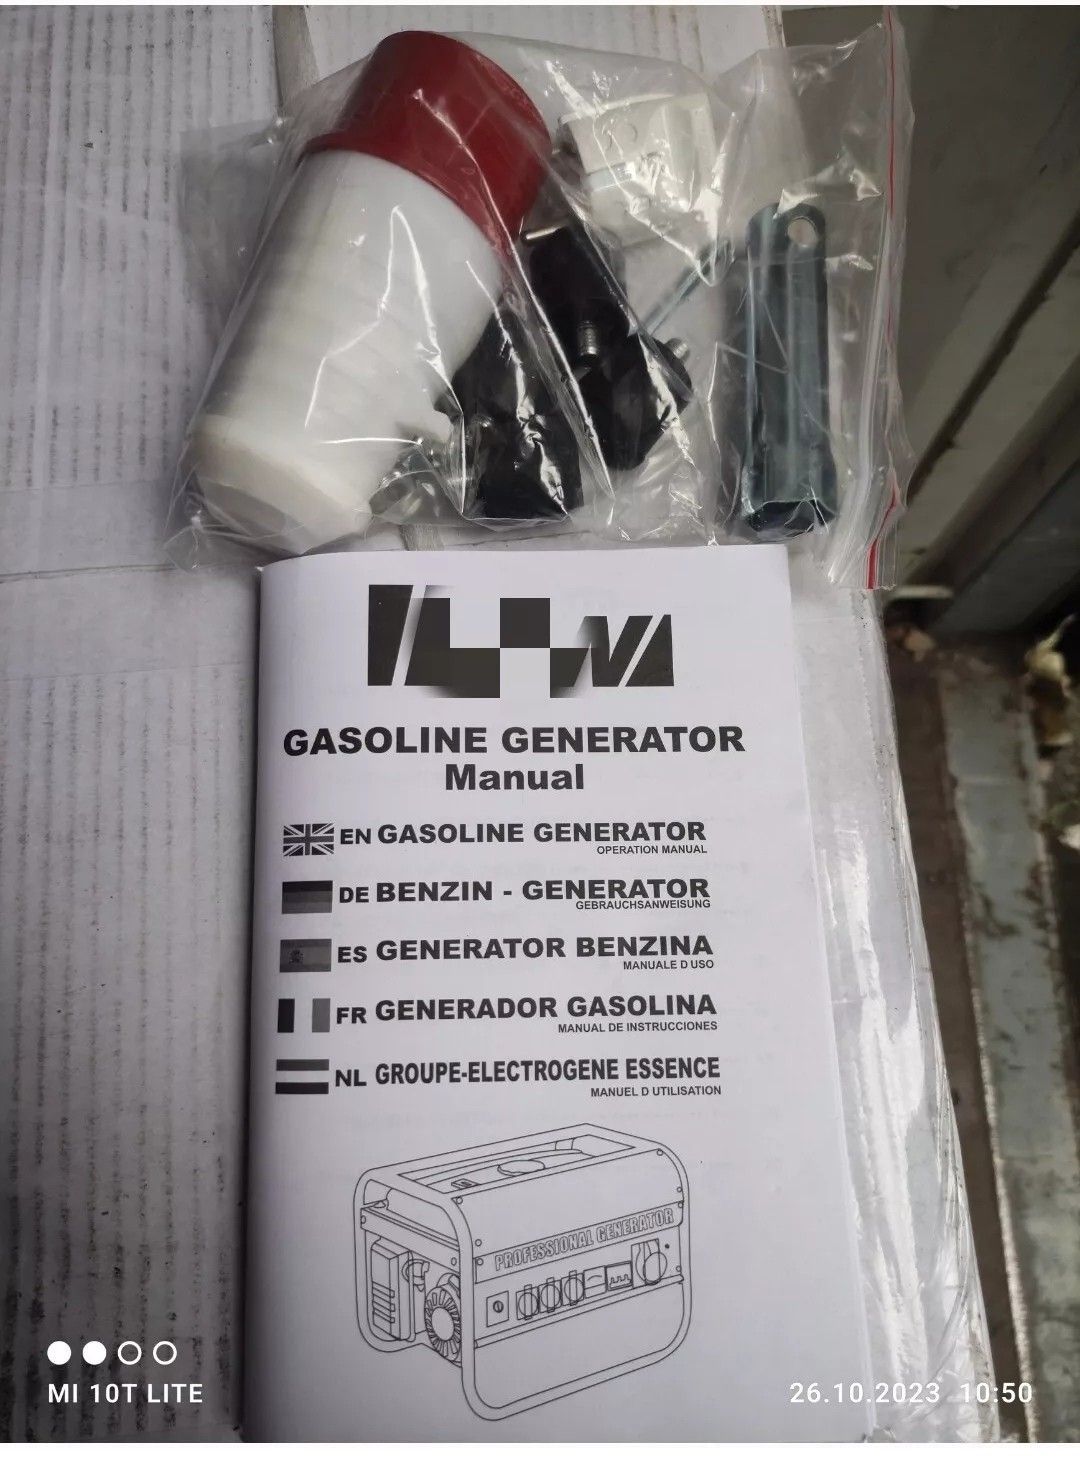 GASOLINE GENERATOR
Manual
EN GASOLINE GENERATOR
OPERATION MANUAL
DE BENZIN - GENERATOR
GEBRAUCHSANWEISUNG
ES GENERATOR BENZINA
MANUALE D USO
FR GENERADOR GASOLINA
MANUAL DE INSTRUCCIONES
NL GROUPE-ELECTROGENE ESSENCE
MANUEL D UTILISATION
PROFESSIONAL GENERATOR
MI 10T LITE
26.10.2023 10:50